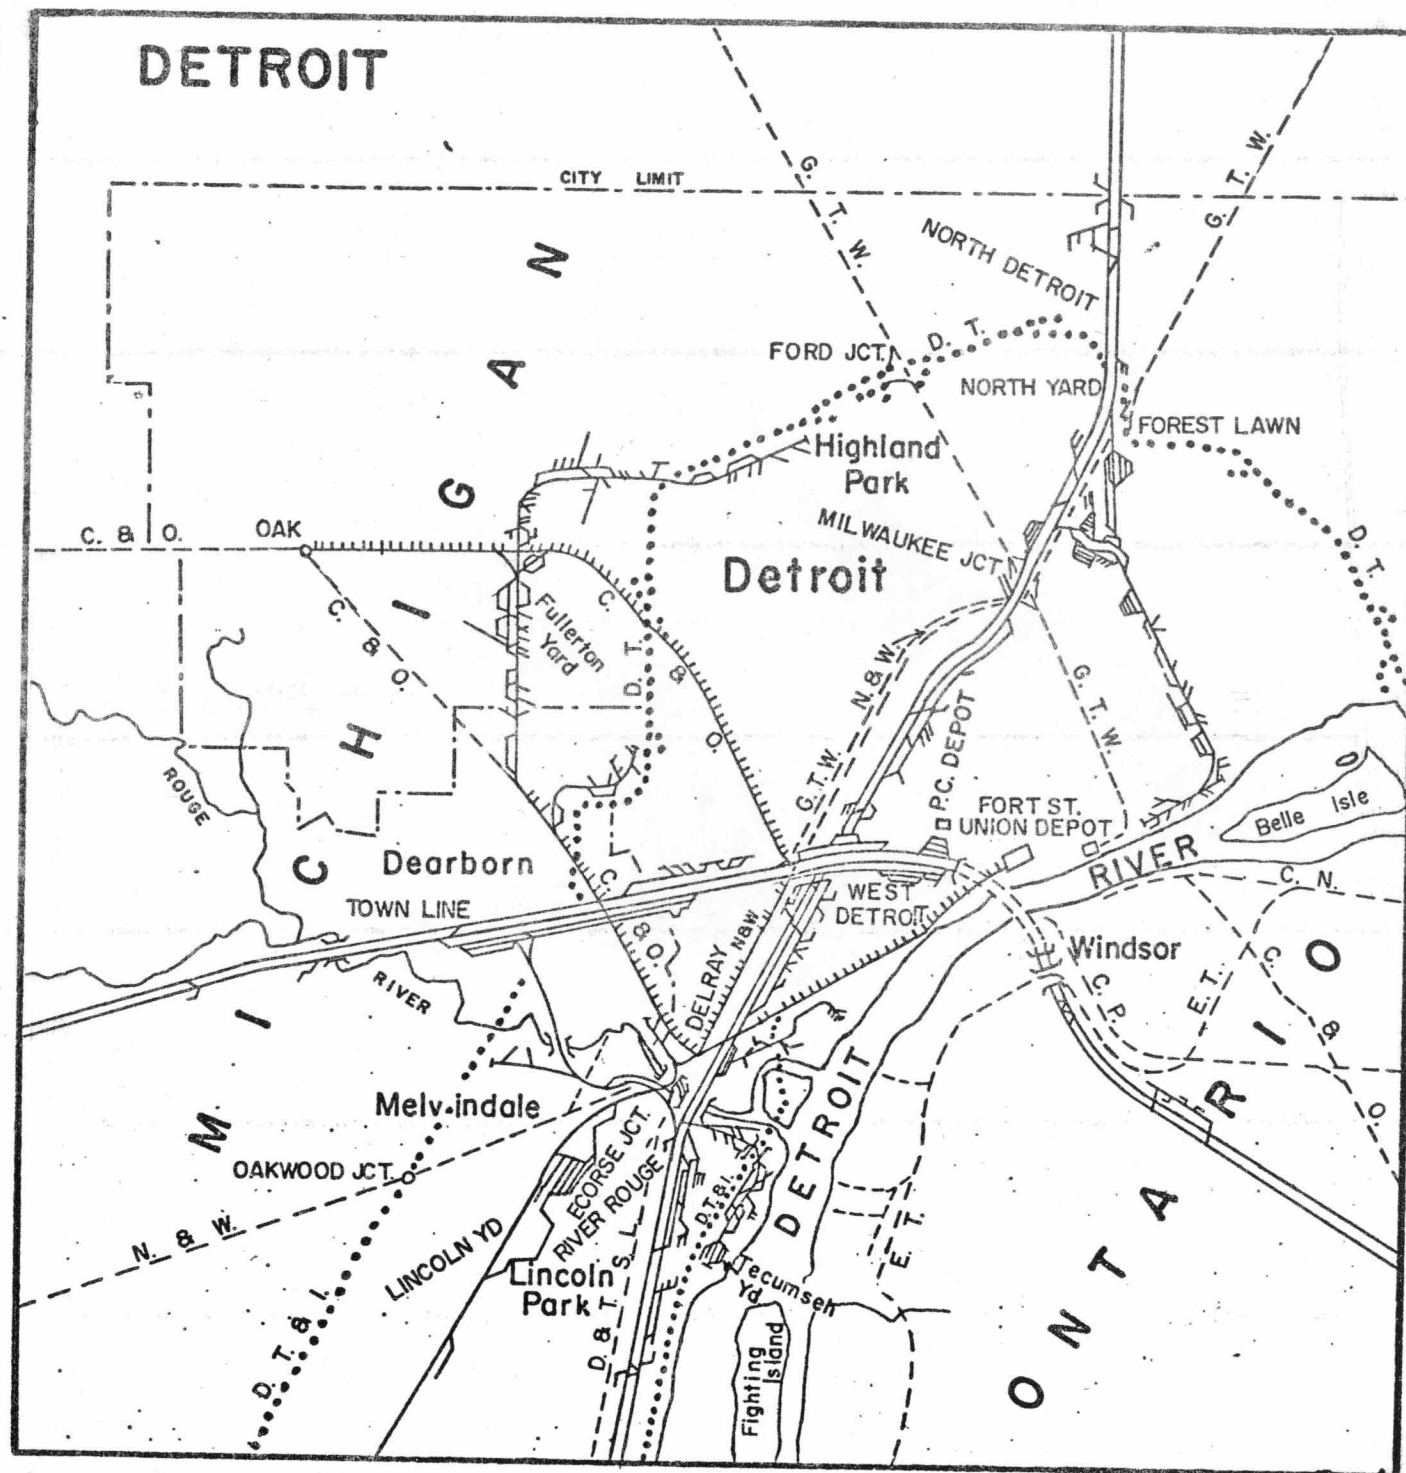 DETROIT
CITY LIMIT
MICHIGAN
G. T. W.
G. T. W.
NORTH DETROIT
D. T.
FORD JCT.
NORTH YARD
FOREST LAWN
Highland
Park
C. & O.
OAK
MILWAUKEE JCT.
Detroit
D. T.
C. & O.
Fullerton
Yard
C. & O.
D. T.
N. & W.
G. T. W.
G. T. W.
P.C. DEPOT
ROUGE
FORT ST.
UNION DEPOT
Belle Isle
Dearborn
TOWN LINE
RIVER
C. & O.
WEST
DETROIT
RIVER
C. N.
N&W
DELRAY
Windsor
C. P.
E. T.
C. & O.
Melvindale
OAKWOOD JCT.
ECORSE JCT.
RIVER ROUGE
D. T. & I.
DETROIT
ONTARIO
N. & W.
LINCOLN YD
Lincoln
Park
D. & T. S. L.
Tecumseh
Yd.
E. T.
D. T. & I.
Fighting
Island